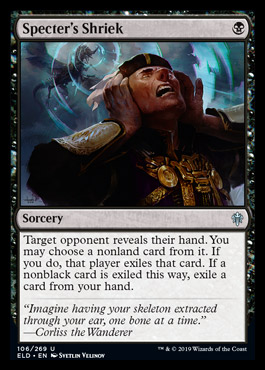 Specter's Shriek
Sorcery
Target opponent reveals their hand. You
may choose a nonland card from it. If
you do, that player exiles that card. If a
nonblack card is exiled this way, exile a
card from your hand.
"Imagine having your skeleton extracted
through your ear, one bone at a time."
—Corliss the Wanderer
106/269 U
ELD • EN SVETLIN VELINOV
™ & © 2019 Wizards of the Coast